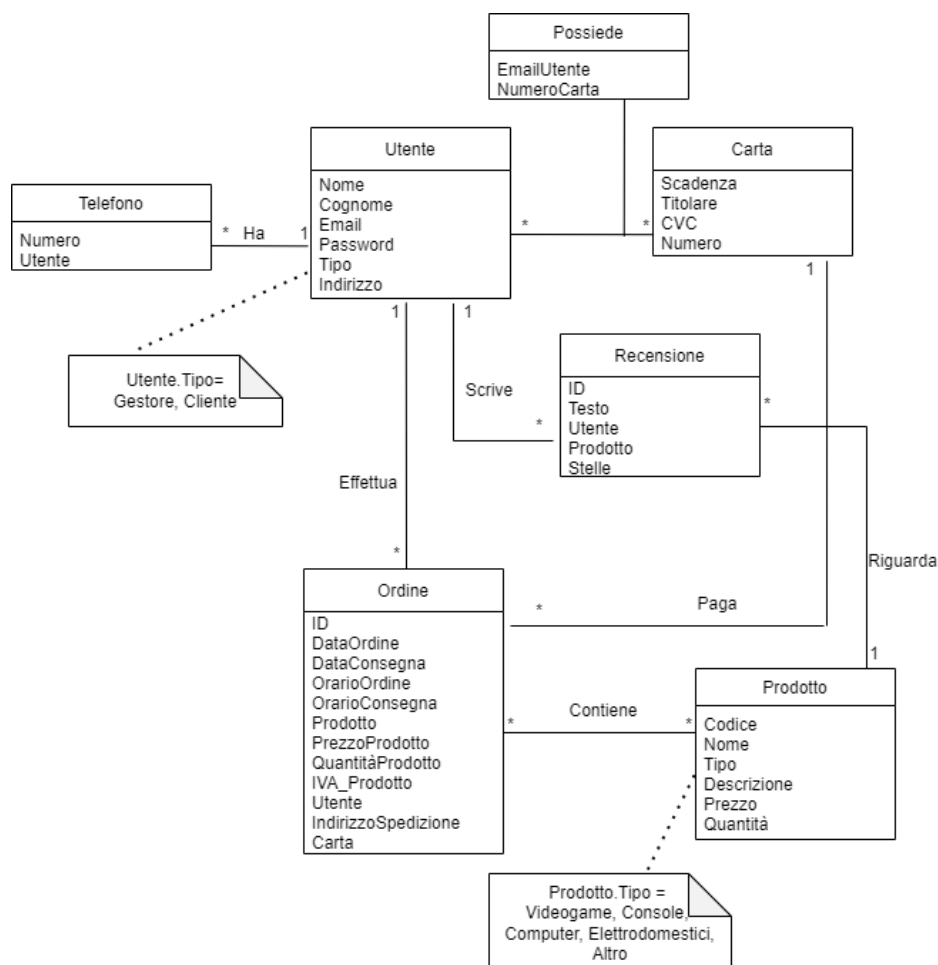 Possiede
EmailUtente
NumeroCarta
Utente
Nome
Cognome
Email
Password
Tipo
Indirizzo
Carta
Scadenza
Titolare
CVC
Numero
Telefono
Numero
Utente
* Ha 1
* *
1
1
1
Utente.Tipo=
Gestore, Cliente
Recensione
ID
Testo
Utente
Prodotto
Stelle
Scrive
*
*
Effettua
*
Riguarda
Ordine
ID
DataOrdine
DataConsegna
OrarioOrdine
OrarioConsegna
Prodotto
PrezzoProdotto
QuantitàProdotto
IVA_Prodotto
Utente
IndirizzoSpedizione
Carta
* Paga
1
Contiene
* *
Prodotto
Codice
Nome
Tipo
Descrizione
Prezzo
Quantità
Prodotto.Tipo =
Videogame, Console,
Computer, Elettrodomestici,
Altro